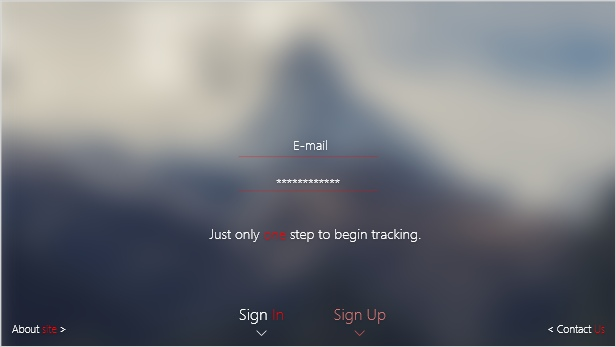 E-mail
************
Just only one step to begin tracking.
Sign In Sign Up
About site > < Contact us